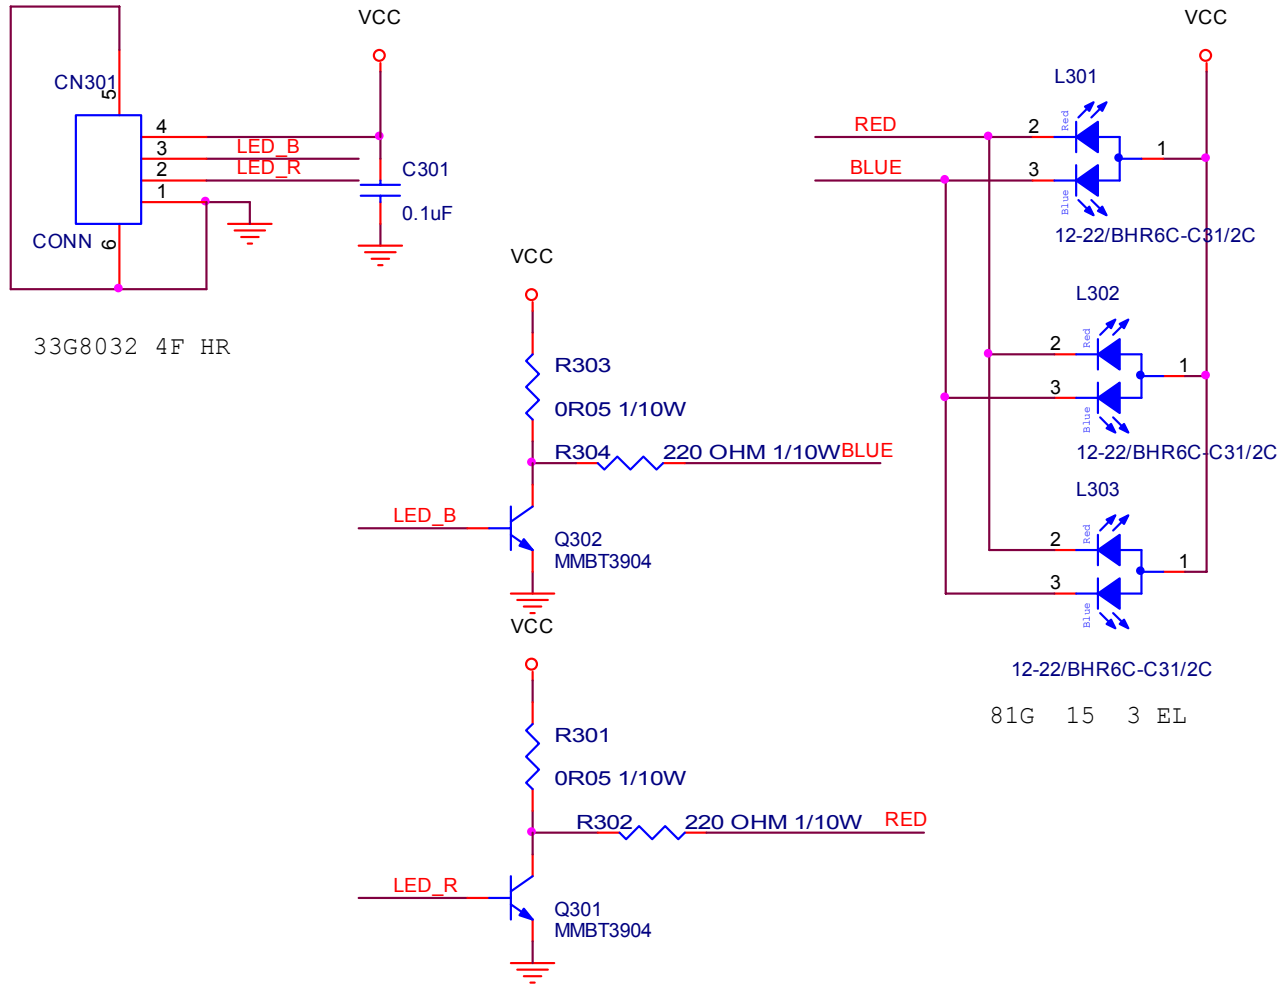 VCC
CN301
5
4
3
LED_B
2
LED_R
1
CONN
6
C301
0.1uF
33G8032 4F HR
VCC
R303
0R05 1/10W
R304
220 OHM 1/10W
BLUE
LED_B
Q302
MMBT3904
VCC
R301
0R05 1/10W
R302
220 OHM 1/10W
RED
LED_R
Q301
MMBT3904
VCC
L301
RED
2
Red
1
BLUE
3
Blue
12-22/BHR6C-C31/2C
L302
2
Red
1
3
Blue
12-22/BHR6C-C31/2C
L303
2
Red
1
3
Blue
12-22/BHR6C-C31/2C
81G 15 3 EL